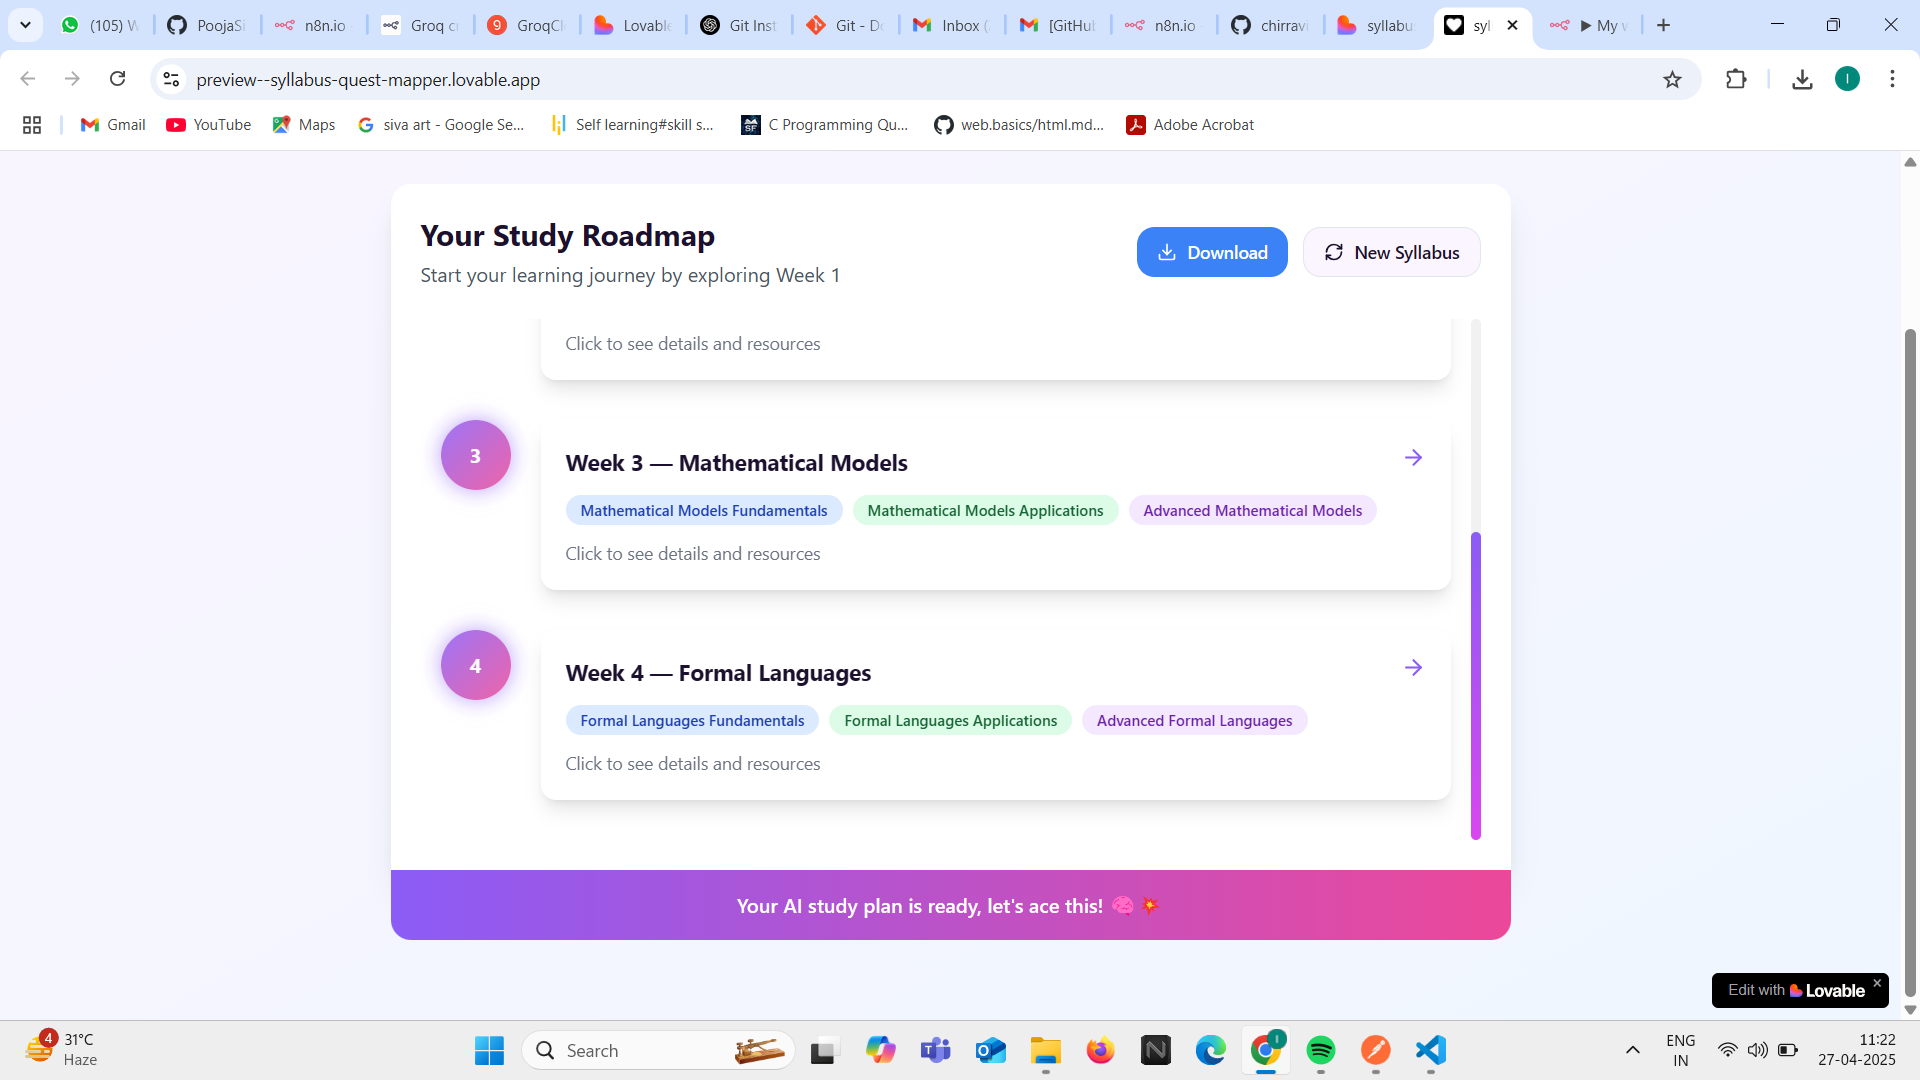 (105) W
PoojaSi
n8n.io
Groq cr
GroqCl
Lovable
Git Inst
Git - Do
Inbox (
[GitHub
n8n.io
chirravi
syllabu
syl
▶ My v
preview--syllabus-quest-mapper.lovable.app
Gmail
YouTube
Maps
siva art - Google Se...
Self learning#skill s...
C Programming Qu...
web.basics/html.md...
Adobe Acrobat
Your Study Roadmap
Start your learning journey by exploring Week 1
Download
New Syllabus
Click to see details and resources
3
Week 3 — Mathematical Models
Mathematical Models Fundamentals
Mathematical Models Applications
Advanced Mathematical Models
Click to see details and resources
4
Week 4 — Formal Languages
Formal Languages Fundamentals
Formal Languages Applications
Advanced Formal Languages
Click to see details and resources
Your AI study plan is ready, let's ace this! 🧠 💥
Edit with Lovable
4
31°C
Haze
Search
ENG
IN
11:22
27-04-2025